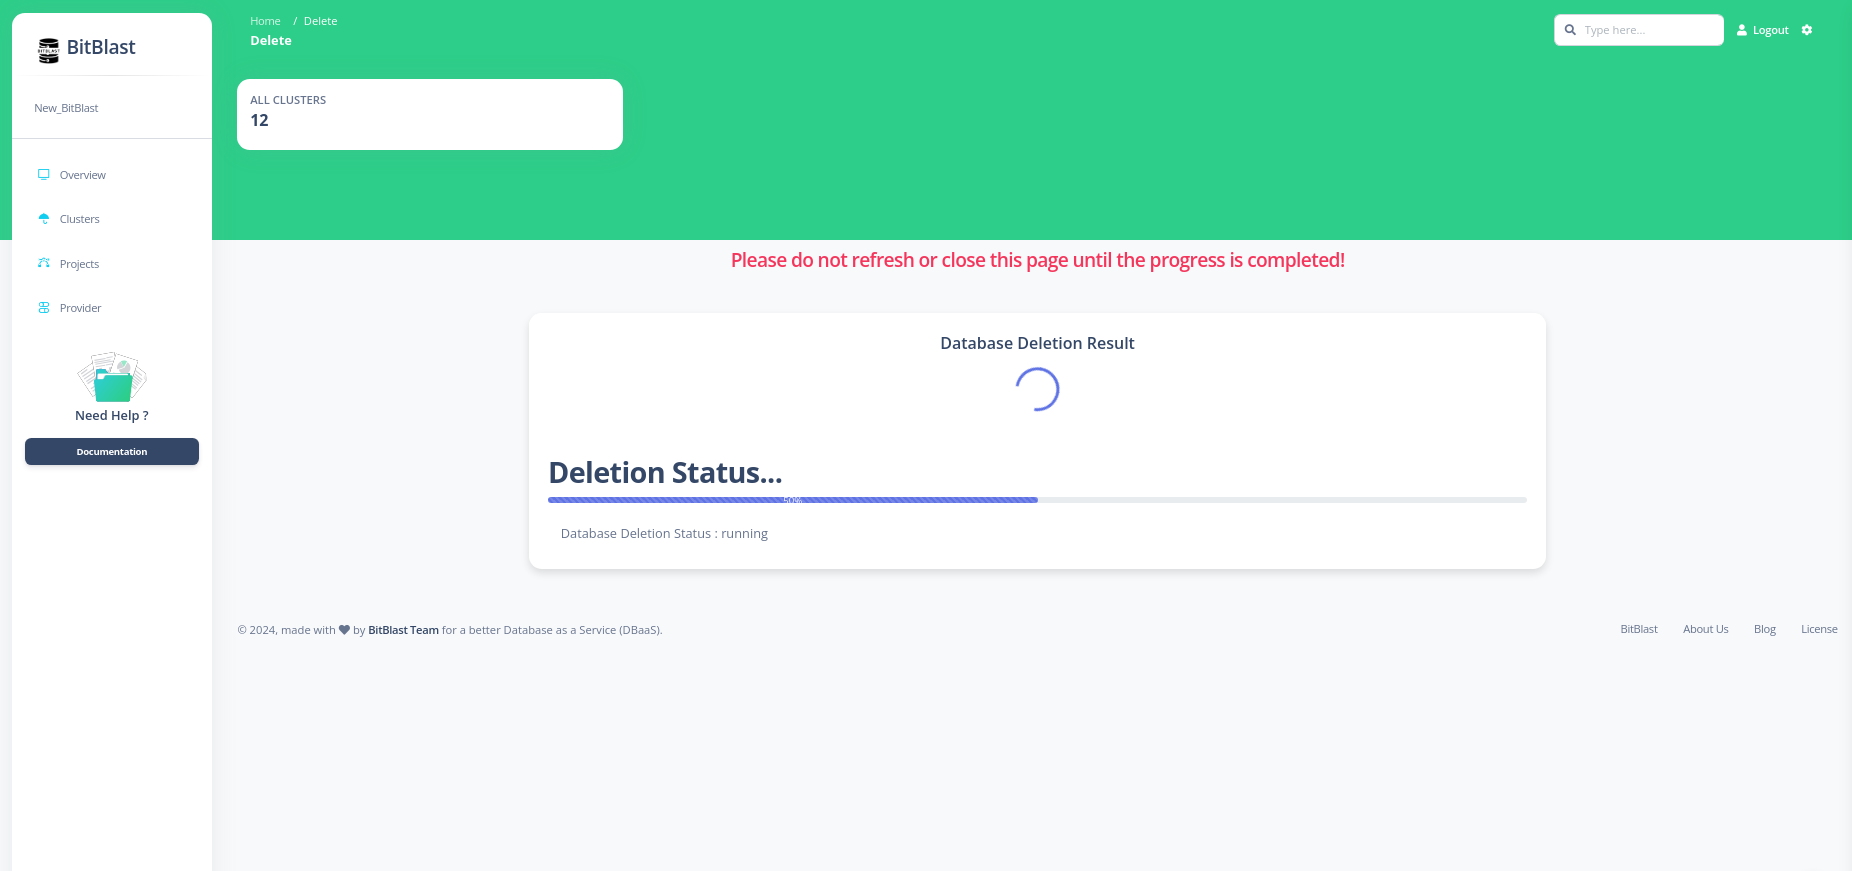 BitBlast
New_BitBlast
Overview
Clusters
Projects
Provider
Need Help ?
Documentation
Home / Delete
Delete
Type here...
Logout
ALL CLUSTERS
12
Please do not refresh or close this page until the progress is completed!
Database Deletion Result
Deletion Status...
50%
Database Deletion Status : running
© 2024, made with ♥ by BitBlast Team for a better Database as a Service (DBaaS).
BitBlast About Us Blog License